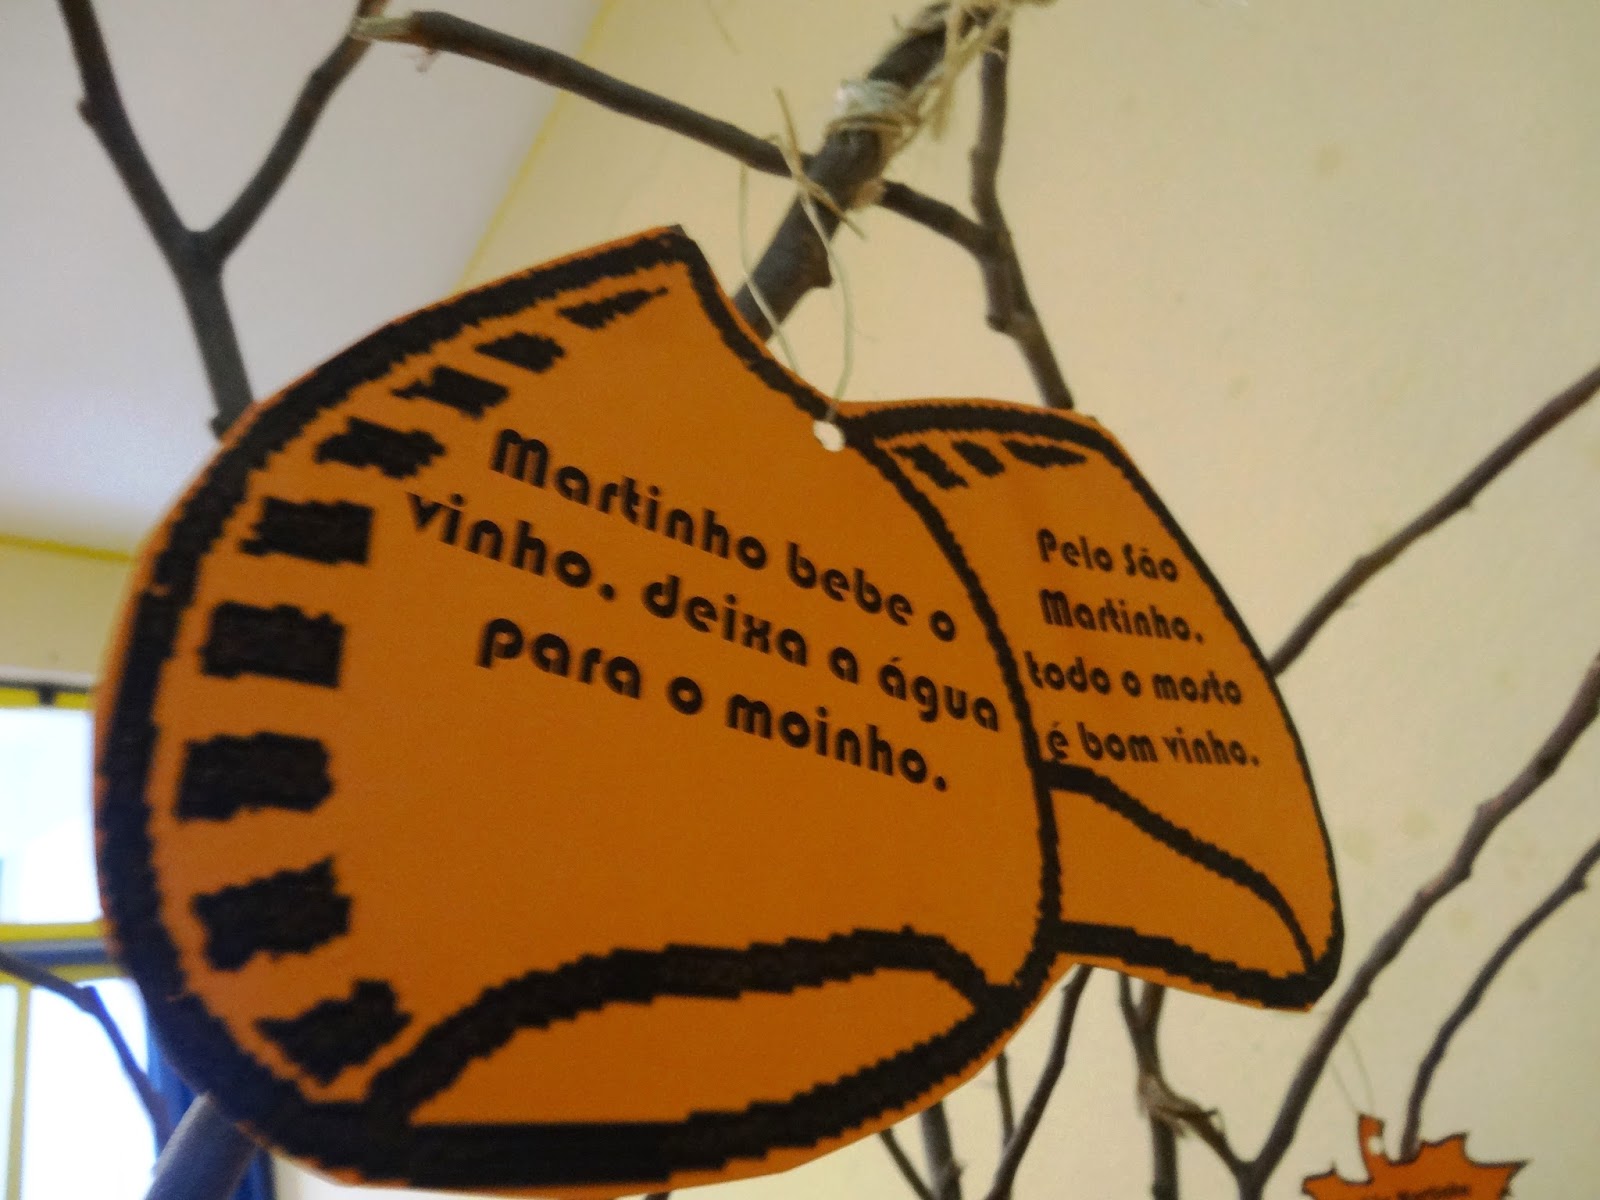 Martinho bebe o
vinho, deixa a água
para o moinho.
Pelo São
Martinho,
todo o mosto
é bom vinho.